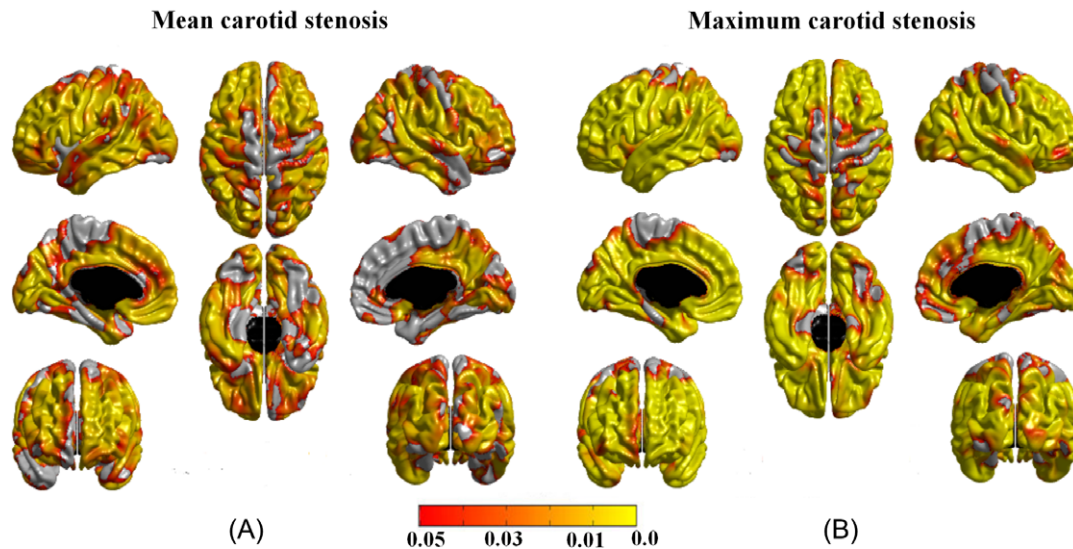 Mean carotid stenosis
Maximum carotid stenosis
(A)
0.05 0.03 0.01 0.0
(B)